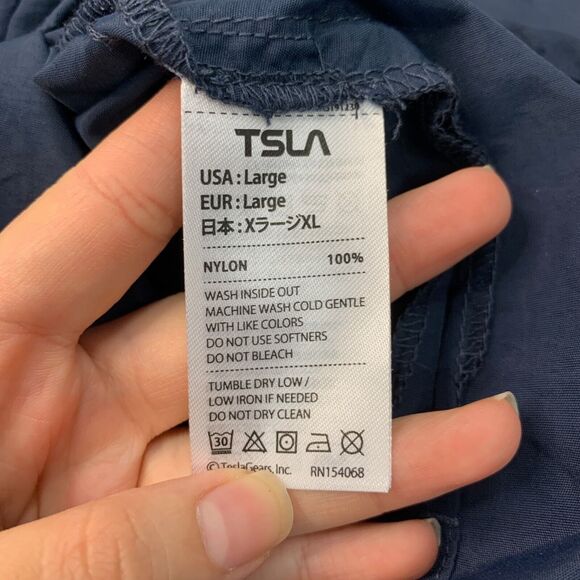 TSLA
USA : Large
EUR : Large
日本 : XラージXL
NYLON 100%
WASH INSIDE OUT
MACHINE WASH COLD GENTLE
WITH LIKE COLORS
DO NOT USE SOFTNERS
DO NOT BLEACH
TUMBLE DRY LOW /
LOW IRON IF NEEDED
DO NOT DRY CLEAN
30
© TeslaGears, Inc. RN154068